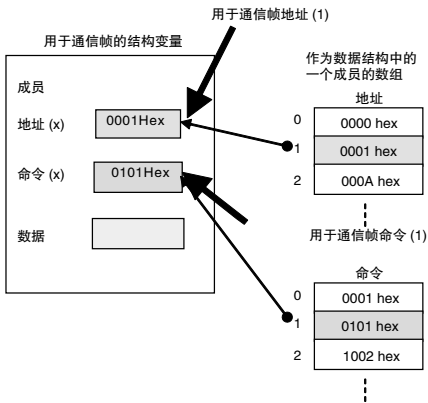 用于通信帧地址 (1)
用于通信帧的结构变量
作为数据结构中的
一个成员的数组
成员
地址
地址 (x)
0001Hex
0
0000 hex
1
0001 hex
2
000A hex
命令 (x)
0101Hex
数据
用于通信帧命令 (1)
命令
0
0001 hex
1
0101 hex
2
1002 hex